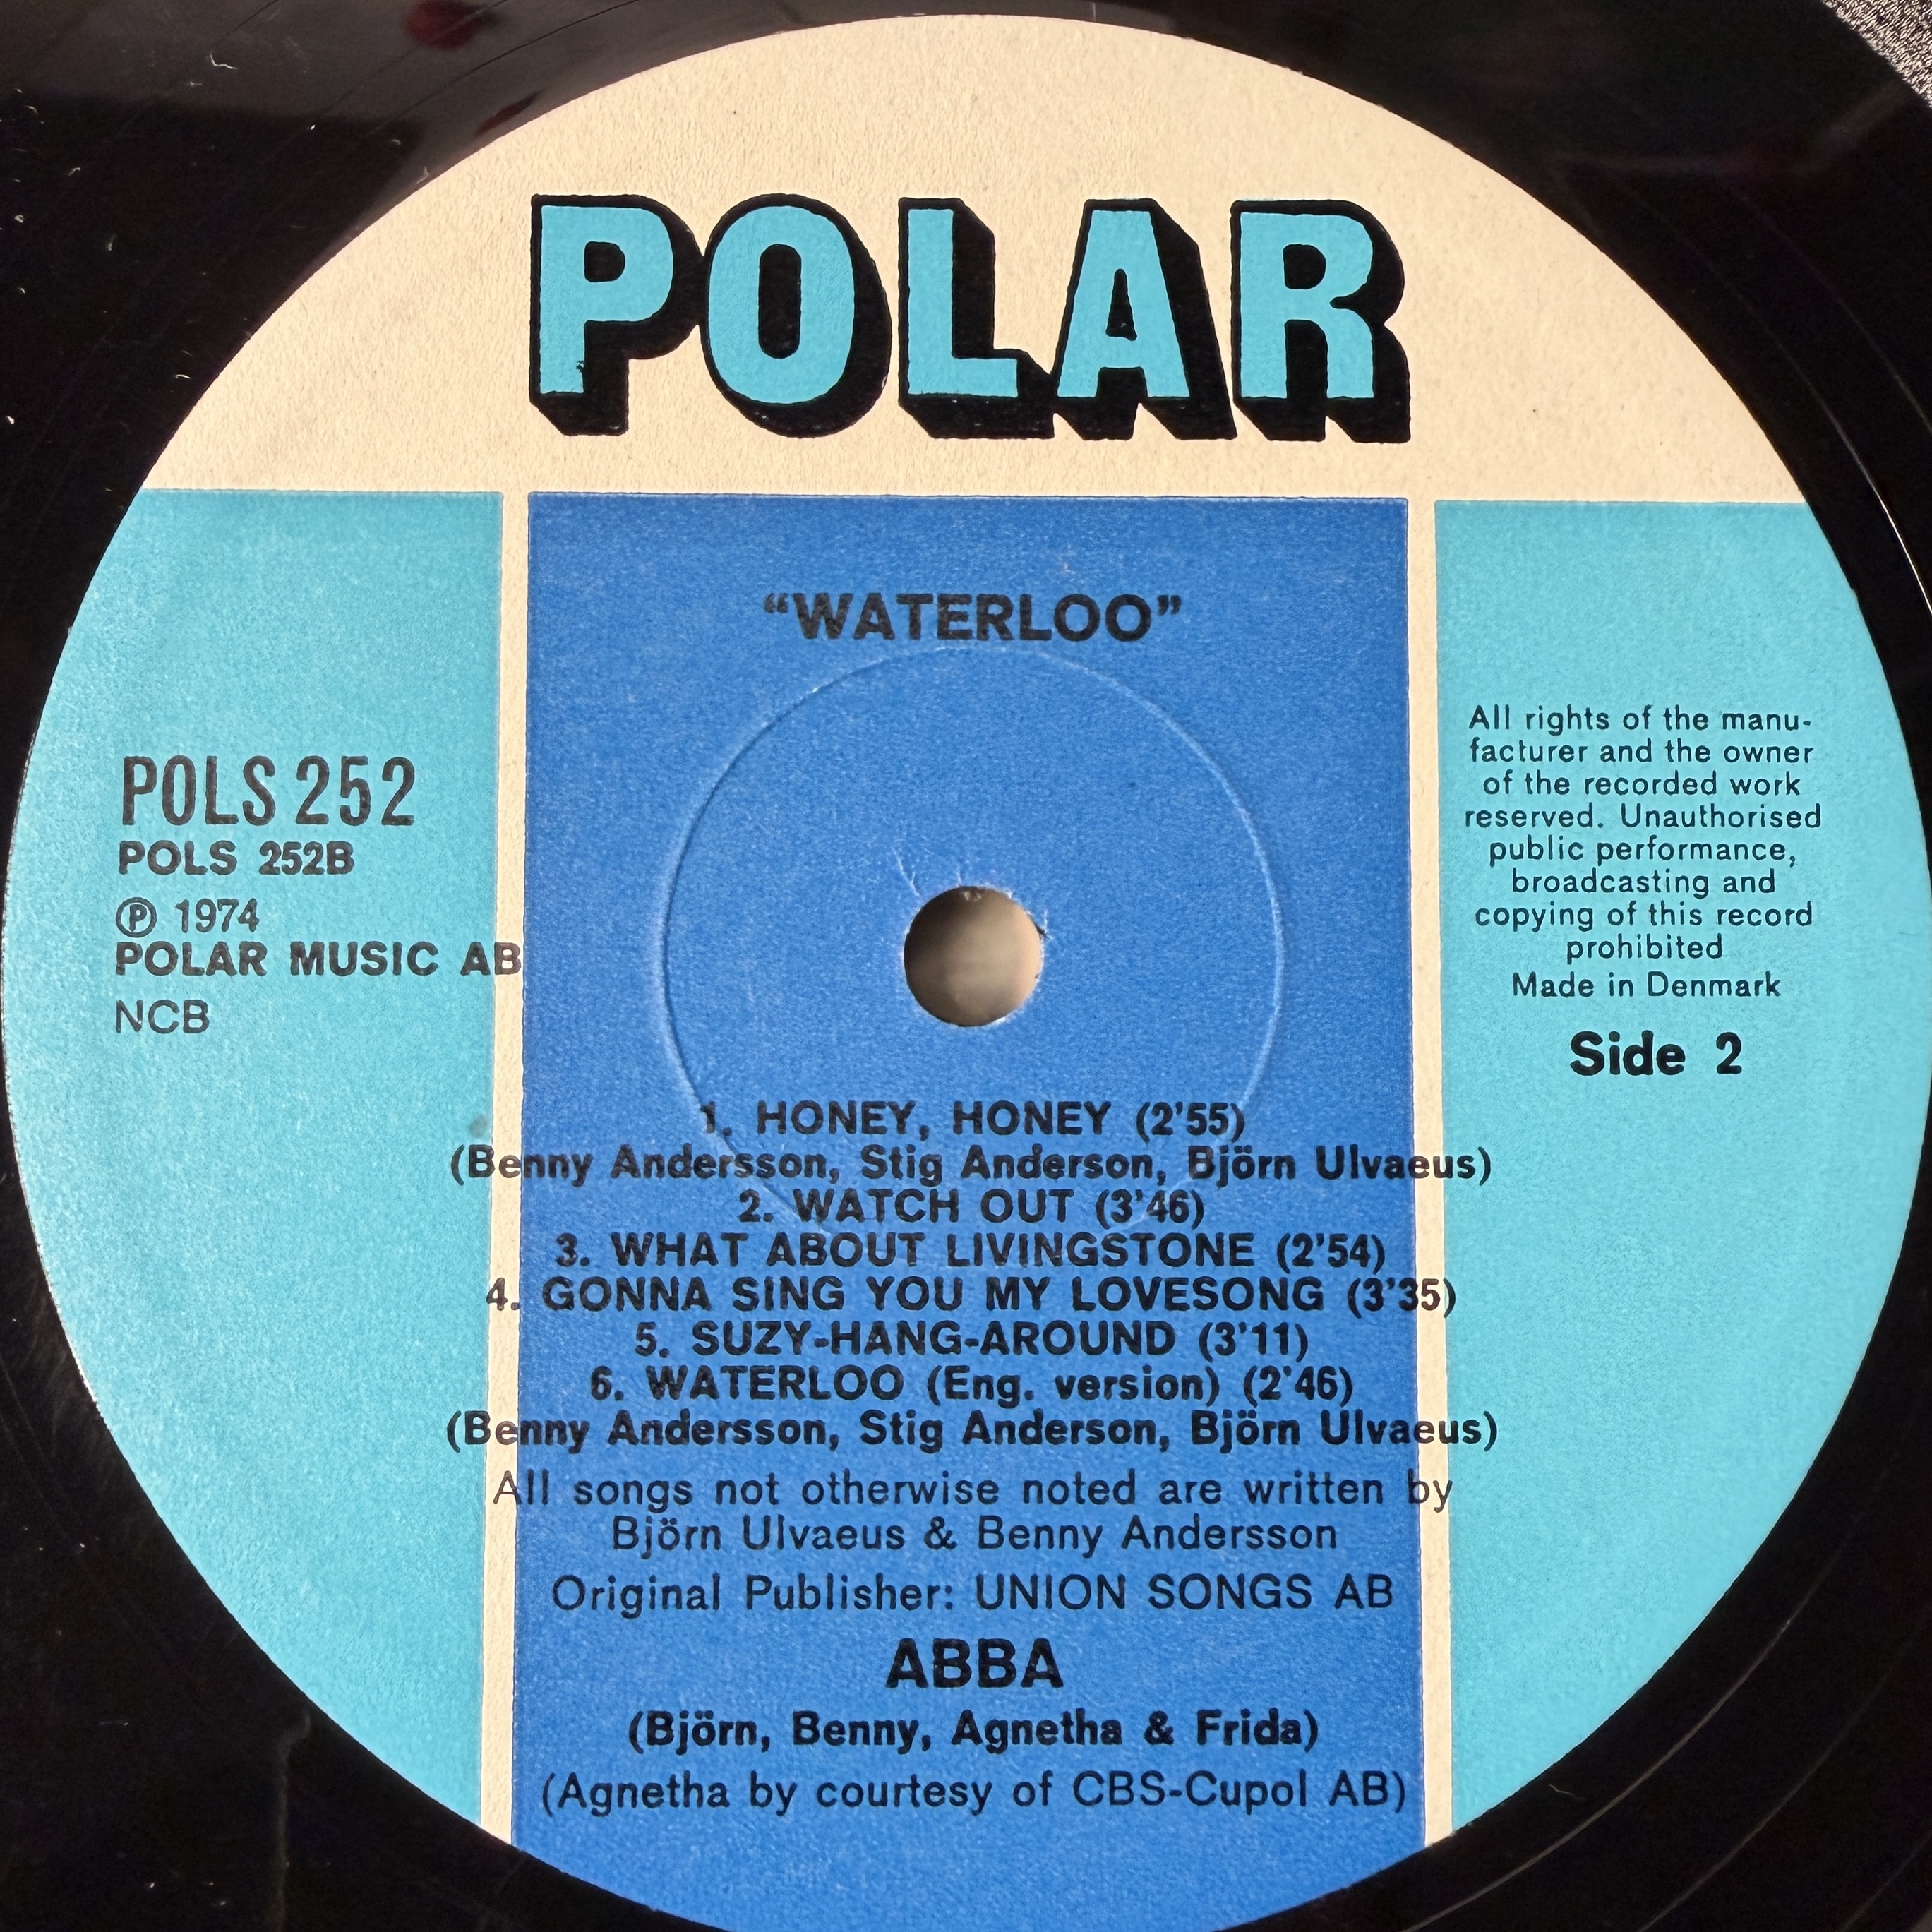 POLAR
"WATERLOO"
POLS 252
POLS 252B
Ⓟ 1974
POLAR MUSIC AB
NCB
All rights of the manu-
facturer and the owner
of the recorded work
reserved. Unauthorised
public performance,
broadcasting and
copying of this record
prohibited
Made in Denmark
Side 2
1. HONEY, HONEY (2'55)
(Benny Andersson, Stig Anderson, Björn Ulvaeus)
2. WATCH OUT (3'46)
3. WHAT ABOUT LIVINGSTONE (2'54)
4. GONNA SING YOU MY LOVESONG (3'35)
5. SUZY-HANG-AROUND (3'11)
6. WATERLOO (Eng. version) (2'46)
(Benny Andersson, Stig Anderson, Björn Ulvaeus)
All songs not otherwise noted are written by
Björn Ulvaeus & Benny Andersson
Original Publisher: UNION SONGS AB
ABBA
(Björn, Benny, Agnetha & Frida)
(Agnetha by courtesy of CBS-Cupol AB)